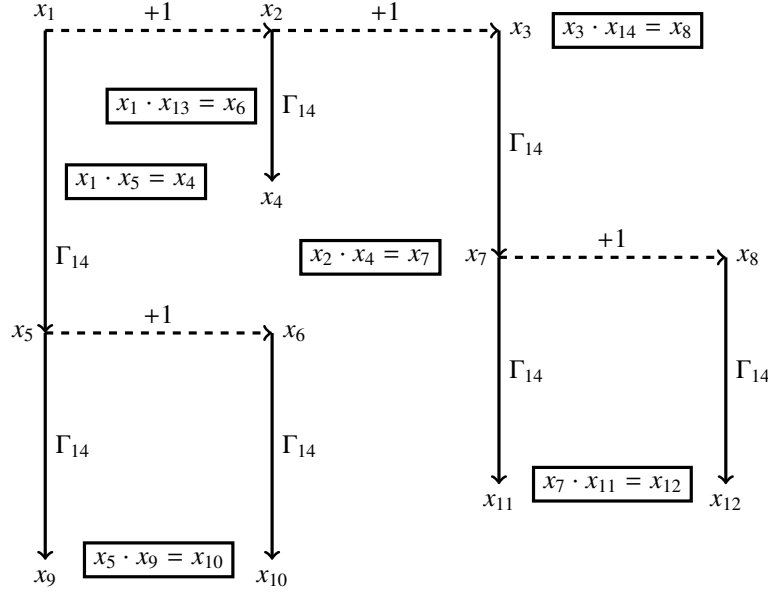 x₁ +1 x₂ +1 x₃ x₃ · x₁₄ = x₈
x₁ · x₁₃ = x₆ Γ₁₄
Γ₁₄
x₁ · x₅ = x₄
x₄
Γ₁₄ x₂ · x₄ = x₇ x₇ +1 x₈
x₅ +1 x₆
Γ₁₄ Γ₁₄
Γ₁₄ Γ₁₄
x₁₁ x₇ · x₁₁ = x₁₂ x₁₂
x₉ x₅ · x₉ = x₁₀ x₁₀